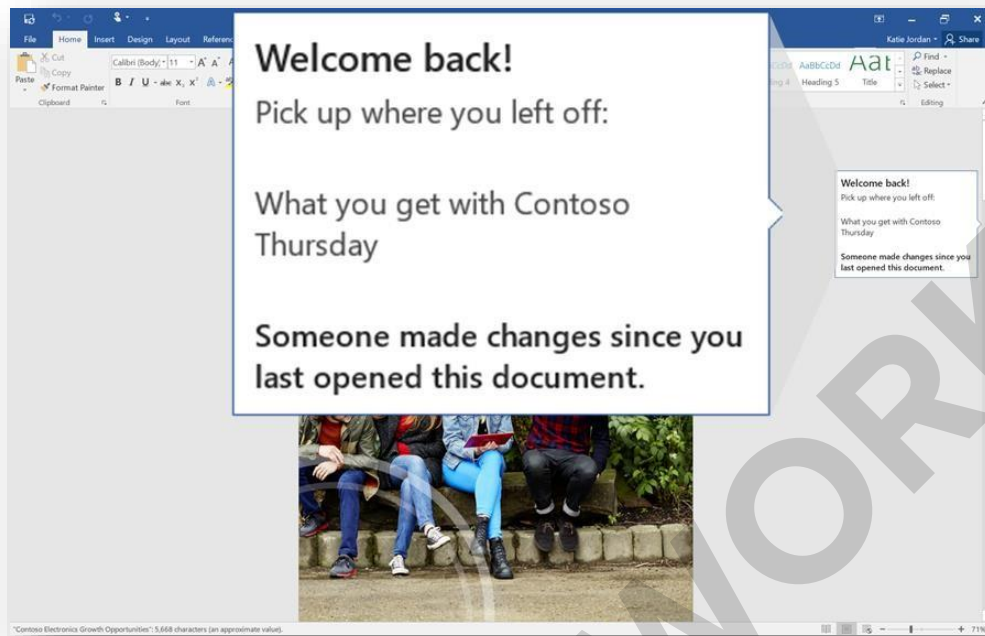 File Home Insert Design Layout Referenc
Katie Jordan Share
Cut
Copy
Paste
Format Painter
Clipboard
Calibri (Body) 11
Font
AaBbCcDd
Heading 5
Title
Find
Replace
Select
Editing
Welcome back!
Pick up where you left off:
What you get with Contoso
Thursday
Someone made changes since you
last opened this document.
Welcome back!
Pick up where you left off:
What you get with Contoso
Thursday
Someone made changes since you
last opened this document.
"Contoso Electronics Growth Opportunities": 5,668 characters (an approximate value).
71%
WORK